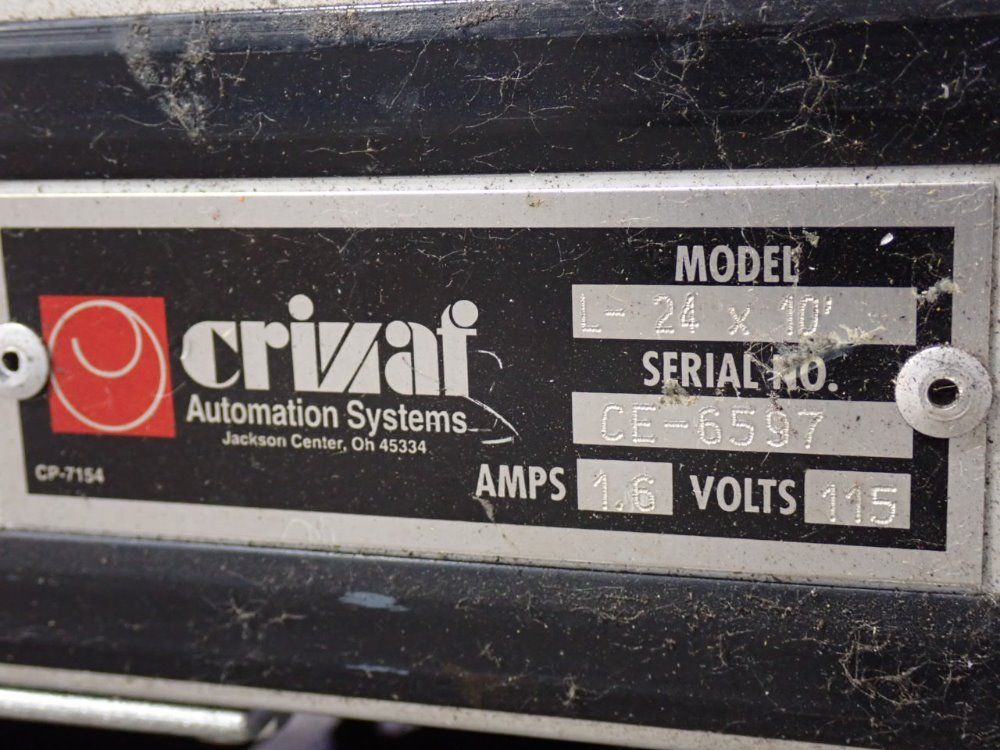 crizaf
Automation Systems
Jackson Center, Oh 45334
CP-7154
MODEL
L- 24 x 10'
SERIAL NO.
CE-6597
AMPS 1.6 VOLTS 115